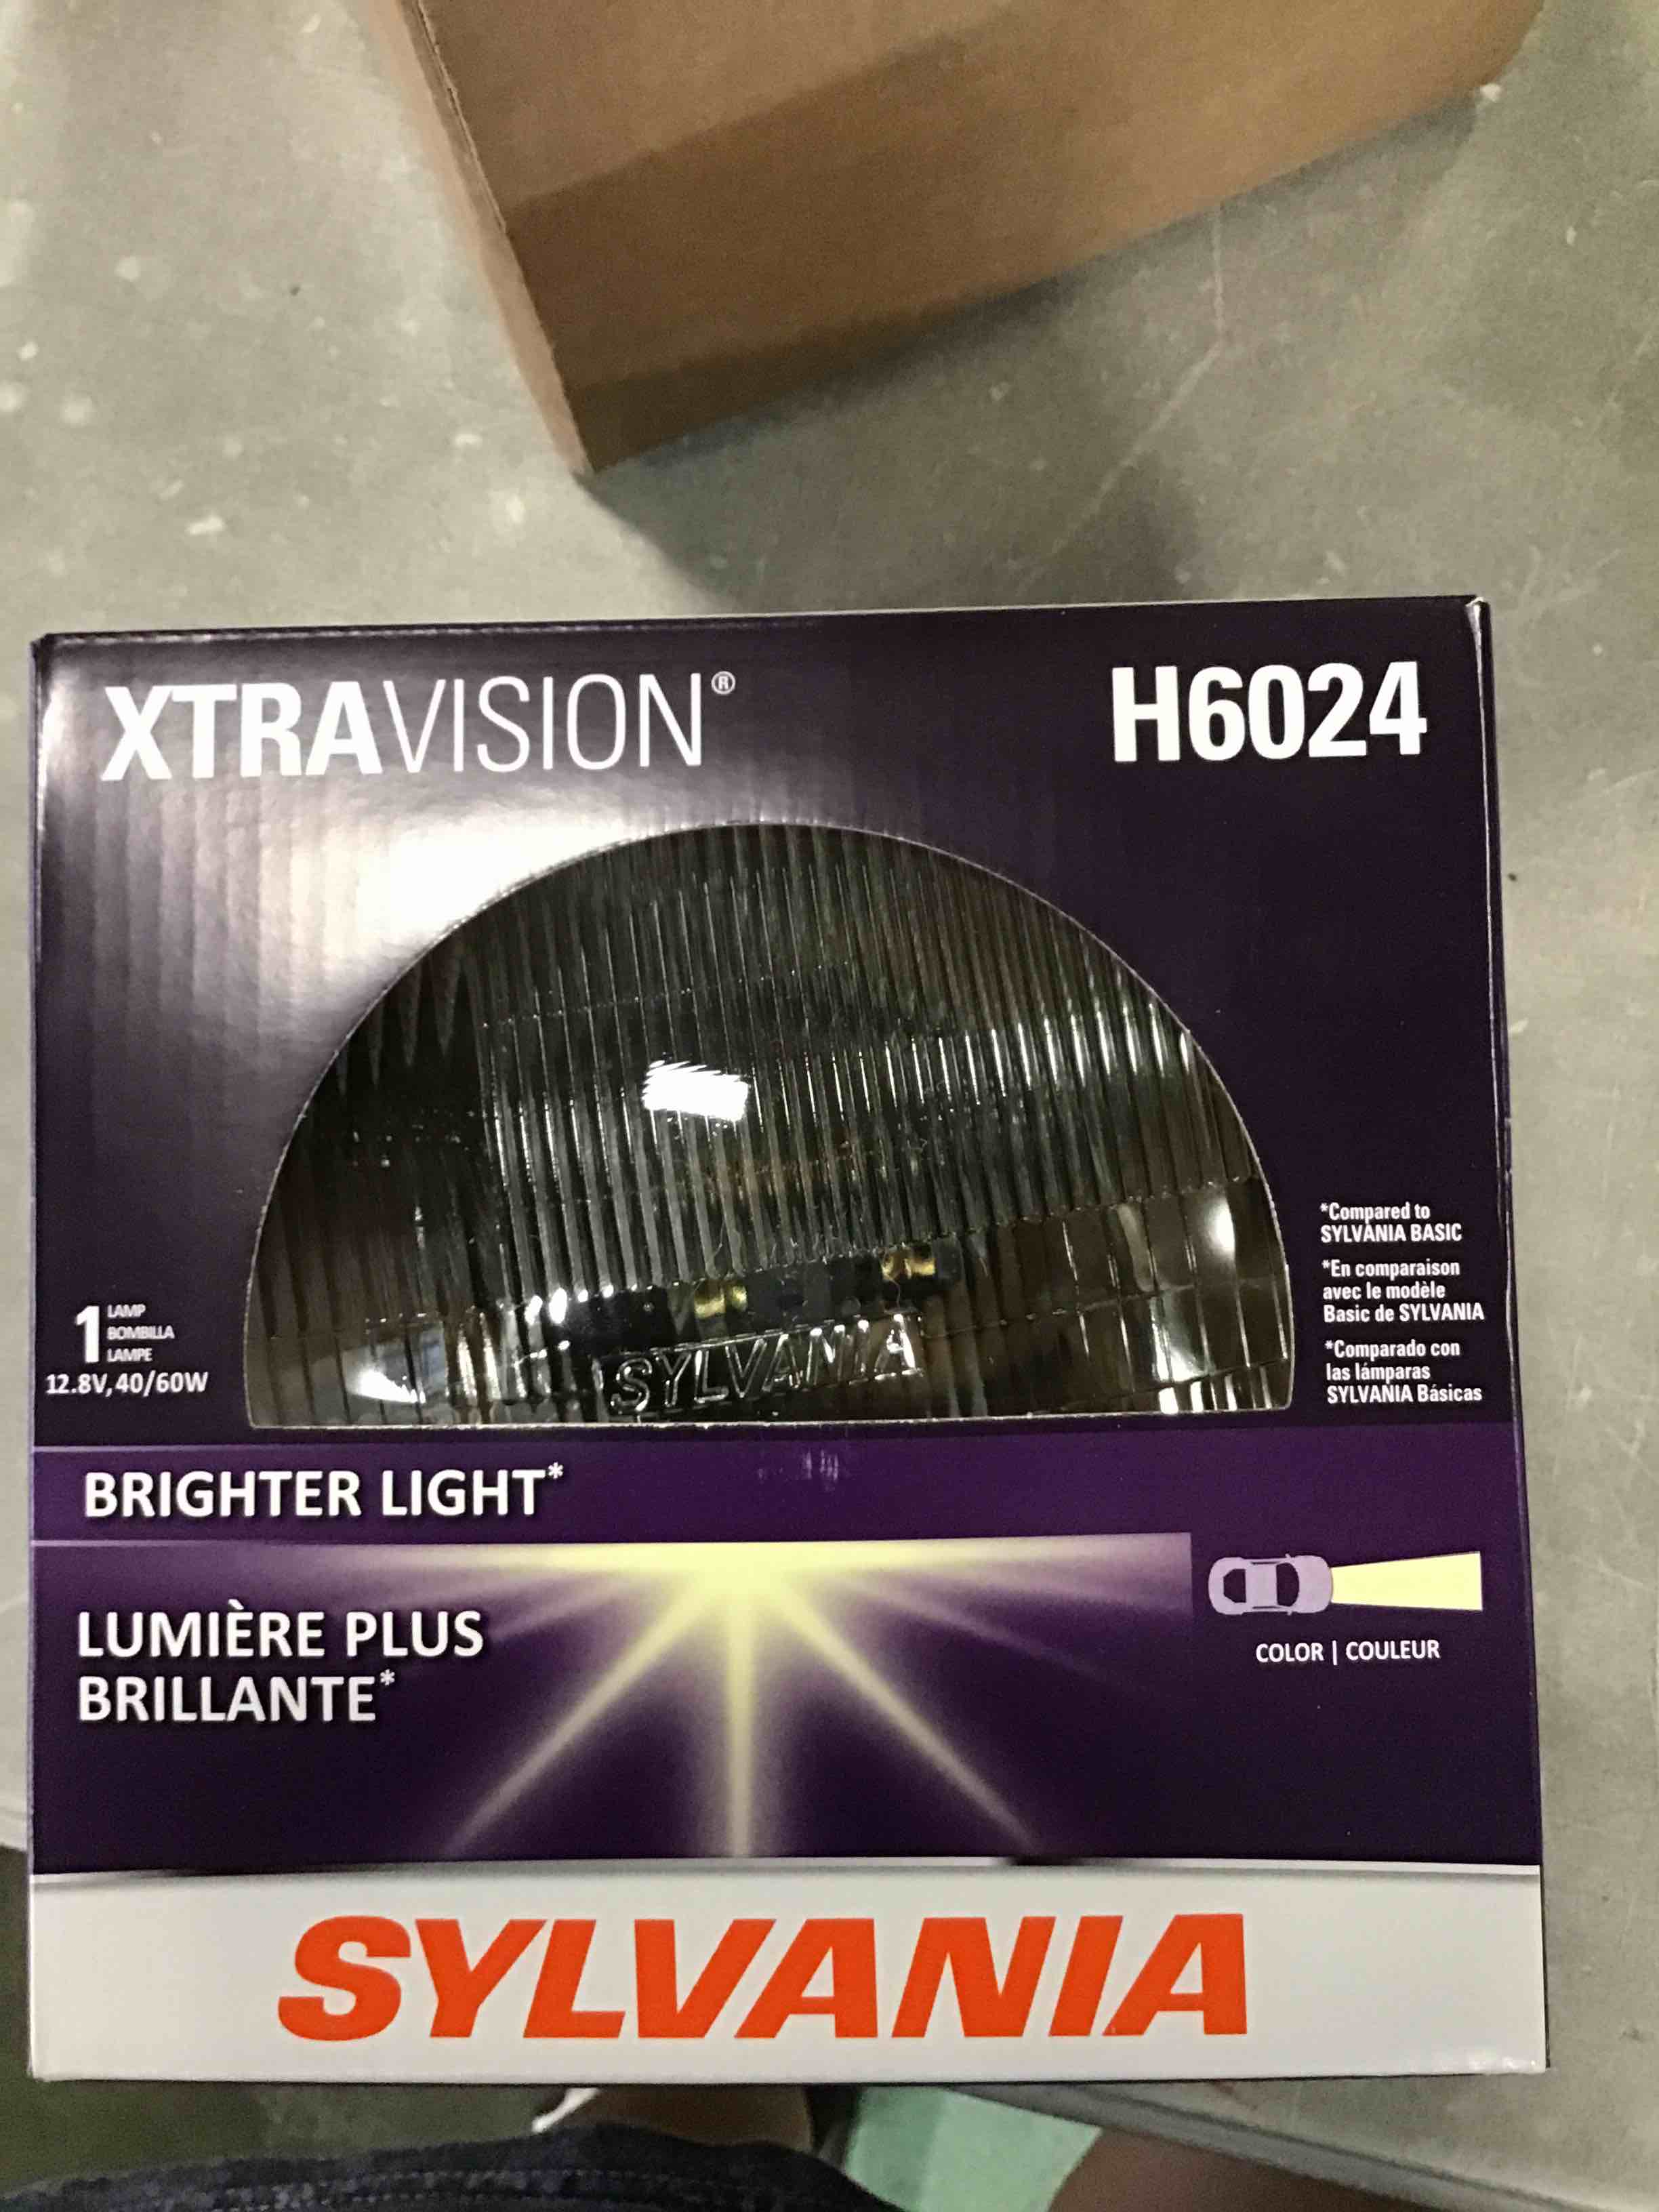 XTRAVISION®
H6024
SYLVANIA
*Compared to
SYLVANIA BASIC
*En comparaison
avec le modèle
Basic de SYLVANIA
*Comparado con
las lámparas
SYLVANIA Básicas
1 LAMP
BOMBILLA
LAMPE
12.8V, 40/60W
BRIGHTER LIGHT*
LUMIÈRE PLUS
BRILLANTE*
COLOR | COULEUR
SYLVANIA